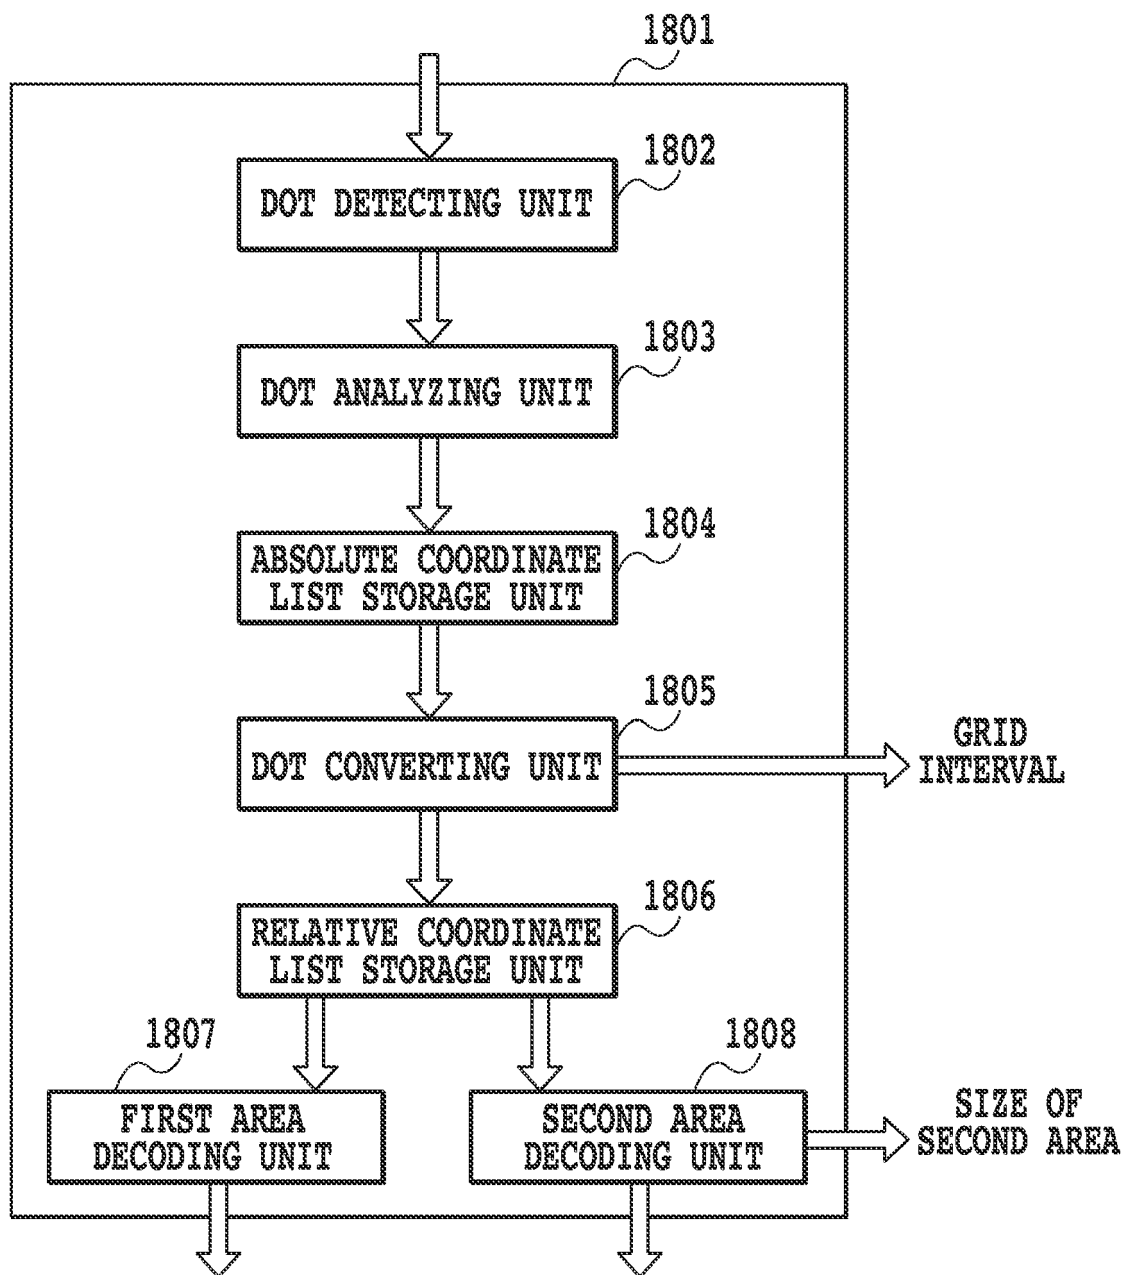 1801
1802
DOT DETECTING UNIT
1803
DOT ANALYZING UNIT
1804
ABSOLUTE COORDINATE
LIST STORAGE UNIT
1805
DOT CONVERTING UNIT
GRID
INTERVAL
1806
RELATIVE COORDINATE
LIST STORAGE UNIT
1807
1808
FIRST AREA
DECODING UNIT
SECOND AREA
DECODING UNIT
SIZE OF
SECOND AREA